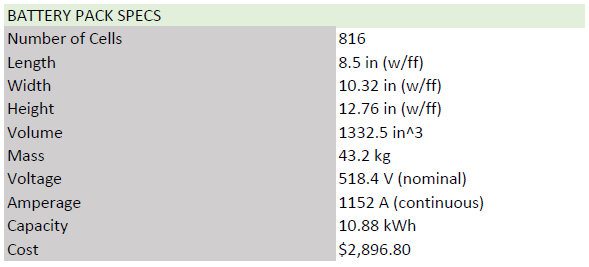 BATTERY PACK SPECS
Number of Cells 816
Length 8.5 in (w/ff)
Width 10.32 in (w/ff)
Height 12.76 in (w/ff)
Volume 1332.5 in^3
Mass 43.2 kg
Voltage 518.4 V (nominal)
Amperage 1152 A (continuous)
Capacity 10.88 kWh
Cost $2,896.80